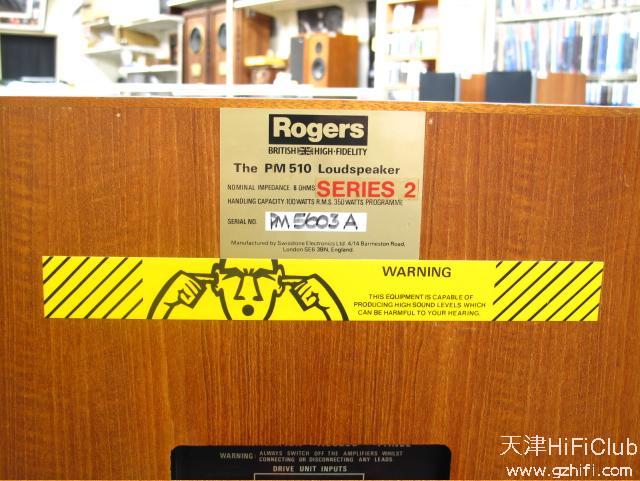 Rogers
BRITISH HIGH-FIDELITY
The PM 510 Loudspeaker
NOMINAL IMPEDANCE 8 OHMS SERIES 2
HANDLING CAPACITY 100WATTS R.M.S. 350WATTS PROGRAMME
SERIAL NO. PM 5603 A
Manufactured by Swisstone Electronics Ltd. 4/14 Barmeston Road,
London SE6 3BN, England.
WARNING
THIS EQUIPMENT IS CAPABLE OF
PRODUCING HIGH SOUND LEVELS WHICH
CAN BE HARMFUL TO YOUR HEARING.
WARNING: ALWAYS SWITCH OFF THE AMPLIFIERS WHILST
CONNECTING OR DISCONNECTING ANY LEADS.
DRIVE UNIT INPUTS
天津HiFiClub
www.gzhifi.com